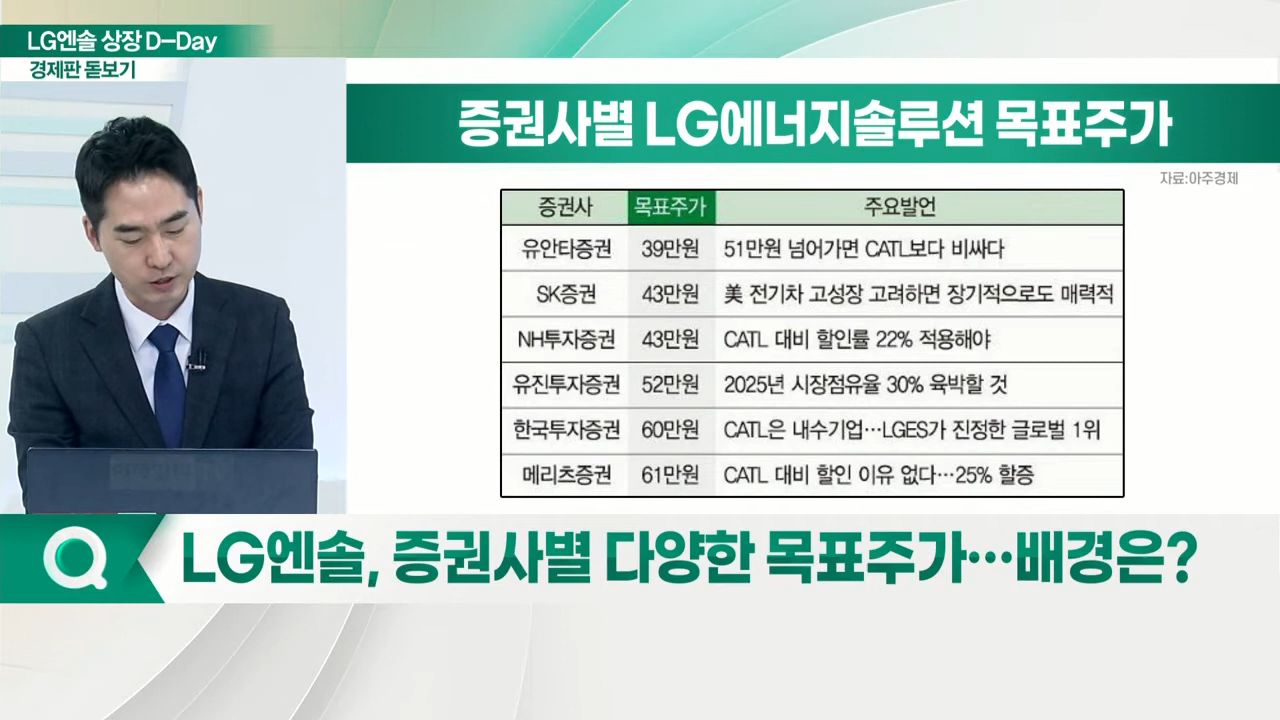 LG엔솔 상장 D-Day
경제판 돋보기
증권사별 LG에너지솔루션 목표주가
자료:아주경제
증권사 목표주가 주요발언
유안타증권 39만원 51만원 넘어가면 CATL보다 비싸다
SK증권 43만원 美 전기차 고성장 고려하면 장기적으로도 매력적
NH투자증권 43만원 CATL 대비 할인률 22% 적용해야
유진투자증권 52만원 2025년 시장점유율 30% 육박할 것
한국투자증권 60만원 CATL은 내수기업…LGES가 진정한 글로벌 1위
메리츠증권 61만원 CATL 대비 할인 이유 없다…25% 할증
LG엔솔, 증권사별 다양한 목표주가…배경은?